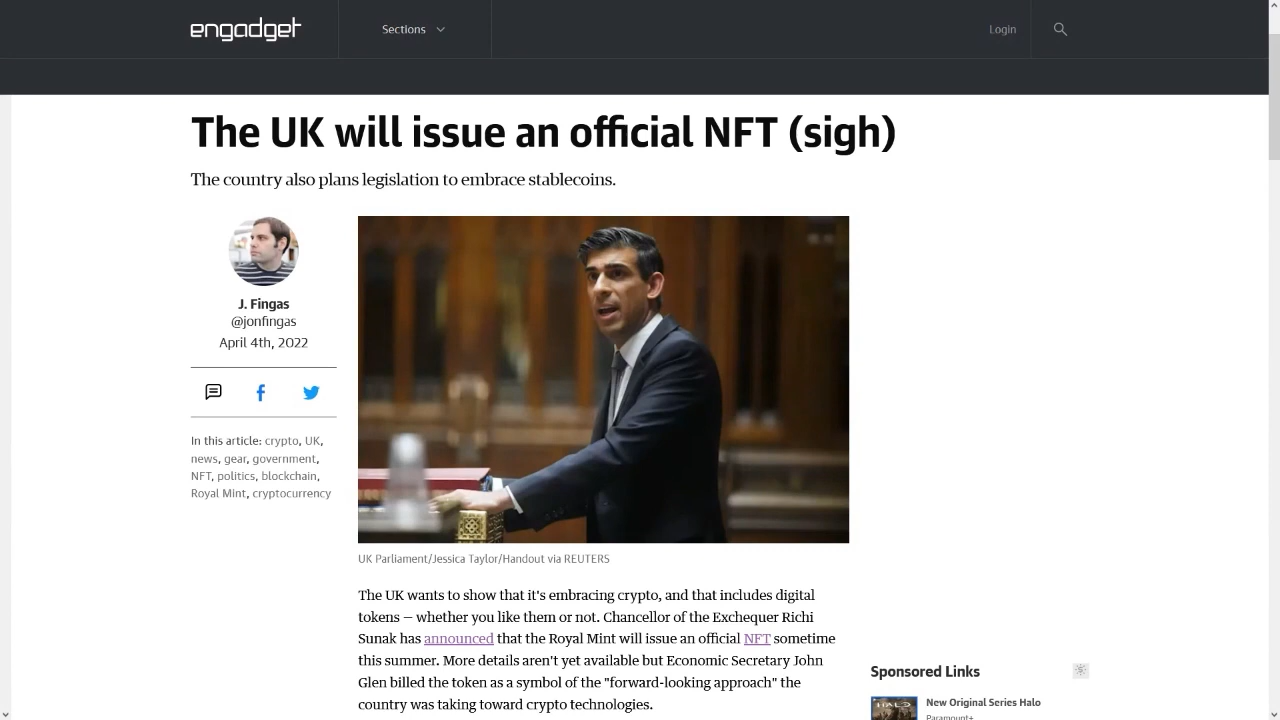 engadget
Sections
Login
The UK will issue an official NFT (sigh)
The country also plans legislation to embrace stablecoins.
J. Fingas
@jonfingas
April 4th, 2022
In this article: crypto, UK,
news, gear, government,
NFT, politics, blockchain,
Royal Mint, cryptocurrency
UK Parliament/Jessica Taylor/Handout via REUTERS
The UK wants to show that it's embracing crypto, and that includes digital
tokens — whether you like them or not. Chancellor of the Exchequer Richi
Sunak has announced that the Royal Mint will issue an official NFT sometime
this summer. More details aren't yet available but Economic Secretary John
Glen billed the token as a symbol of the "forward-looking approach" the
country was taking toward crypto technologies.
Sponsored Links
HALO
New Original Series Halo
Paramount+